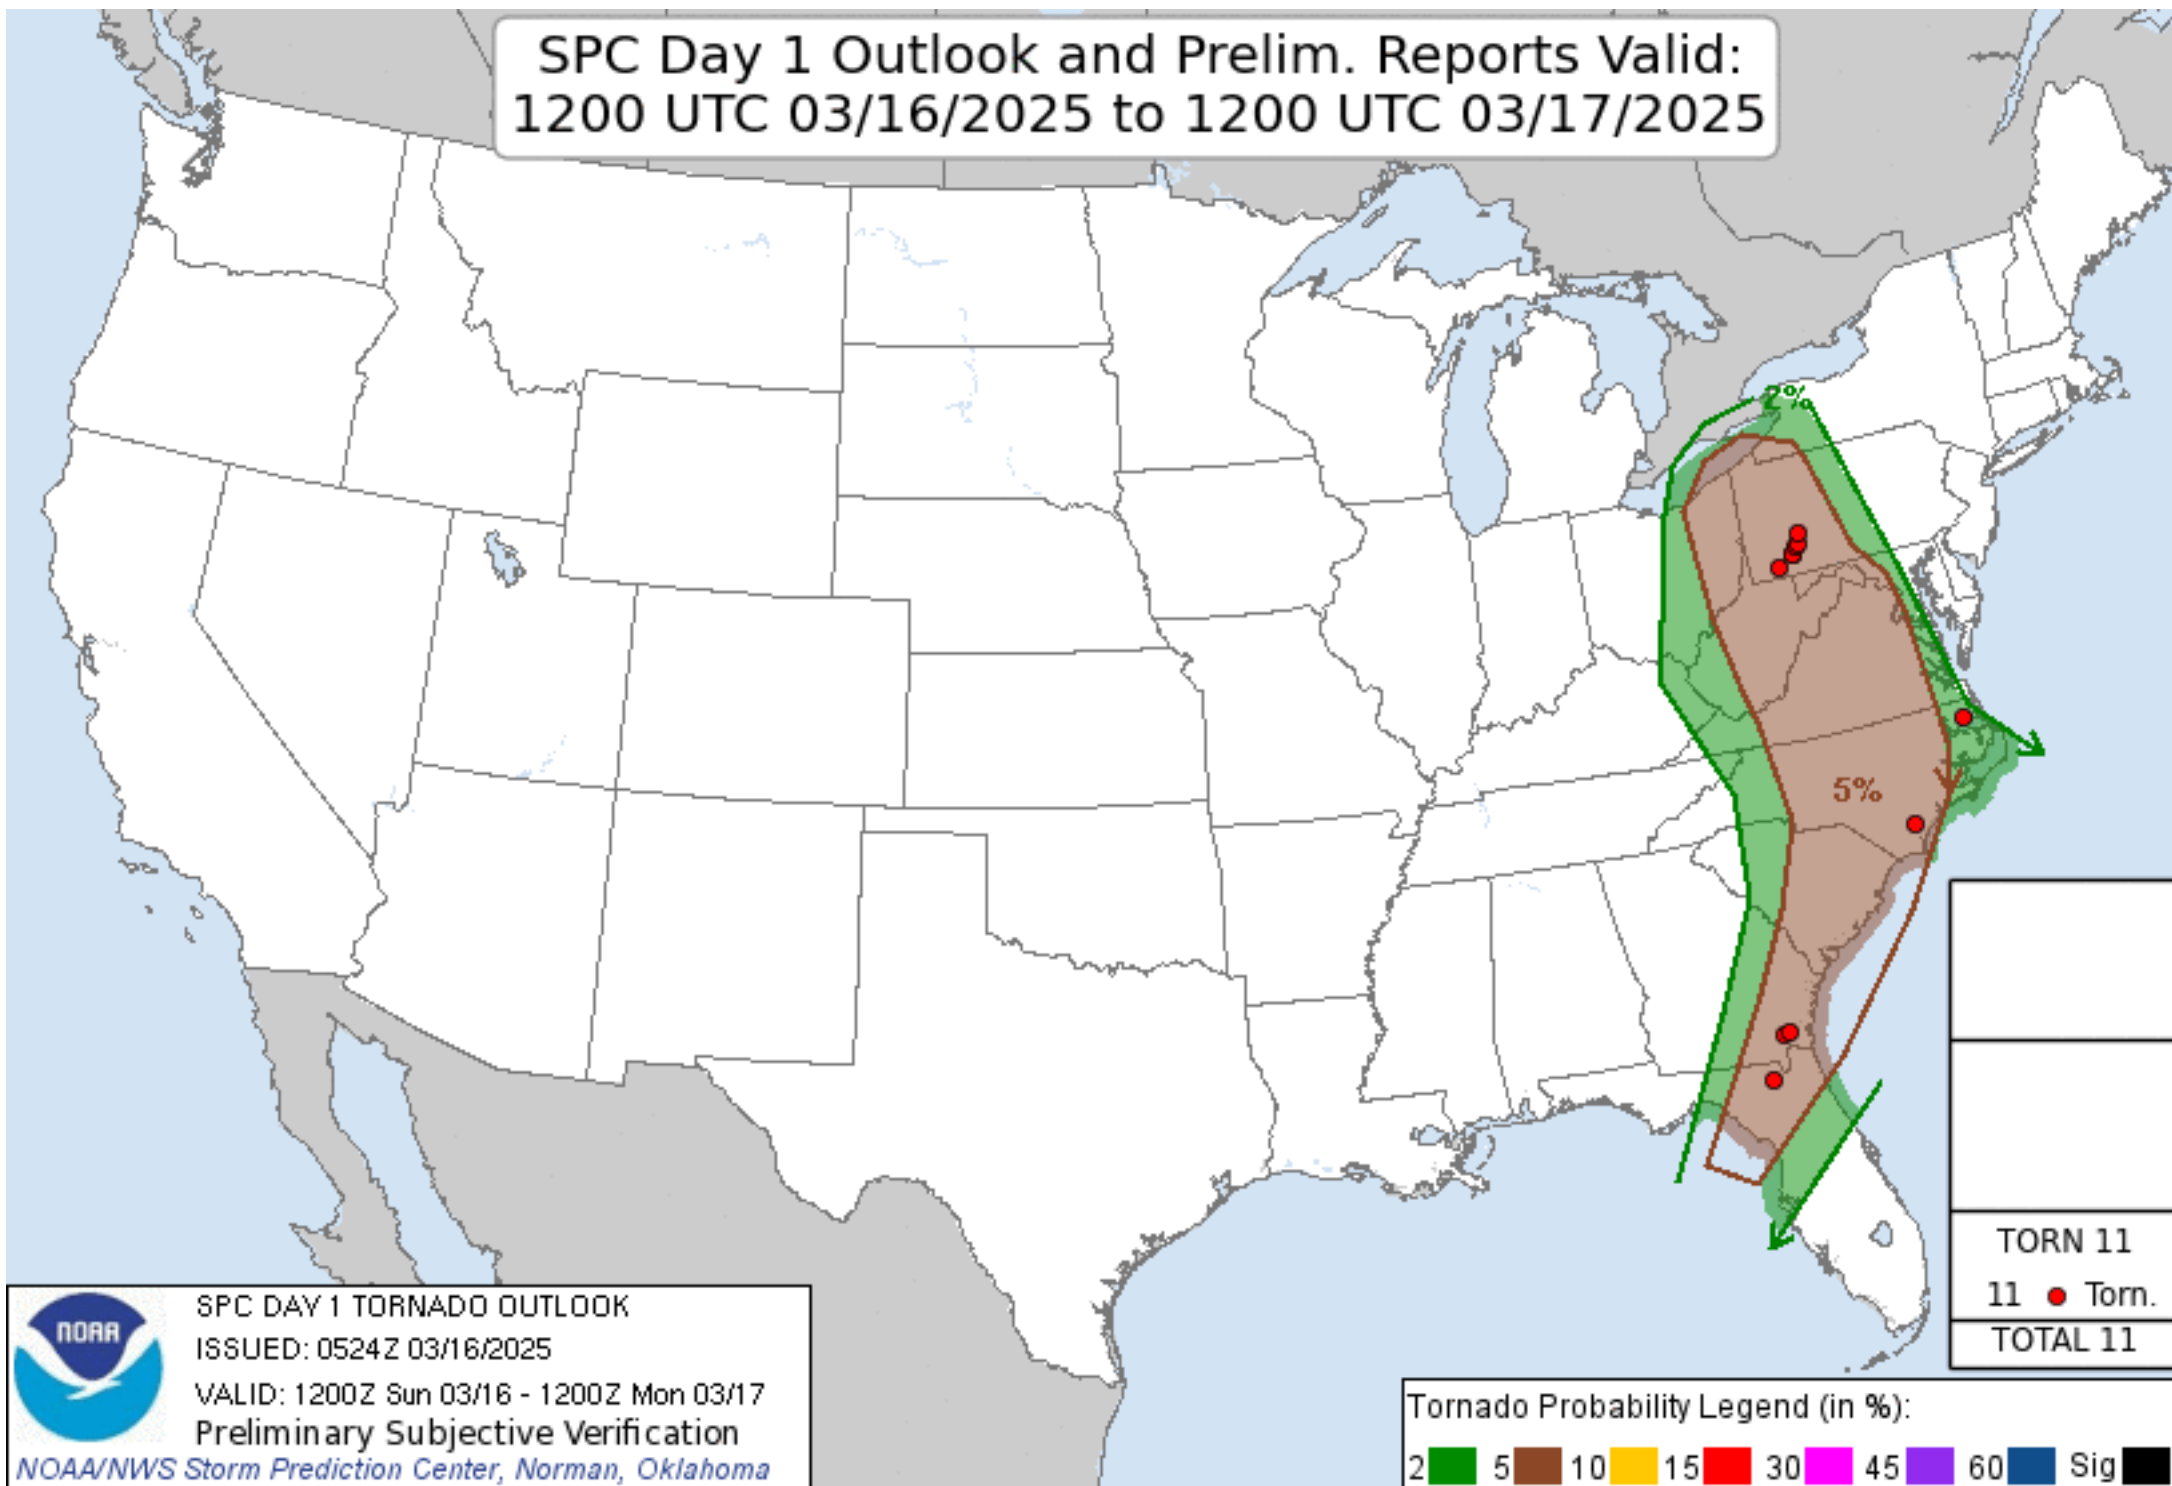 SPC Day 1 Outlook and Prelim. Reports Valid:
1200 UTC 03/16/2025 to 1200 UTC 03/17/2025
2%
5%
TORN 11
11 Torn.
TOTAL 11
NOAA
SPC DAY 1 TORNADO OUTLOOK
ISSUED: 0524Z 03/16/2025
VALID: 1200Z Sun 03/16 - 1200Z Mon 03/17
Preliminary Subjective Verification
NOAA/NWS Storm Prediction Center, Norman, Oklahoma
Tornado Probability Legend (in %):
2 5 10 15 30 45 60 Sig